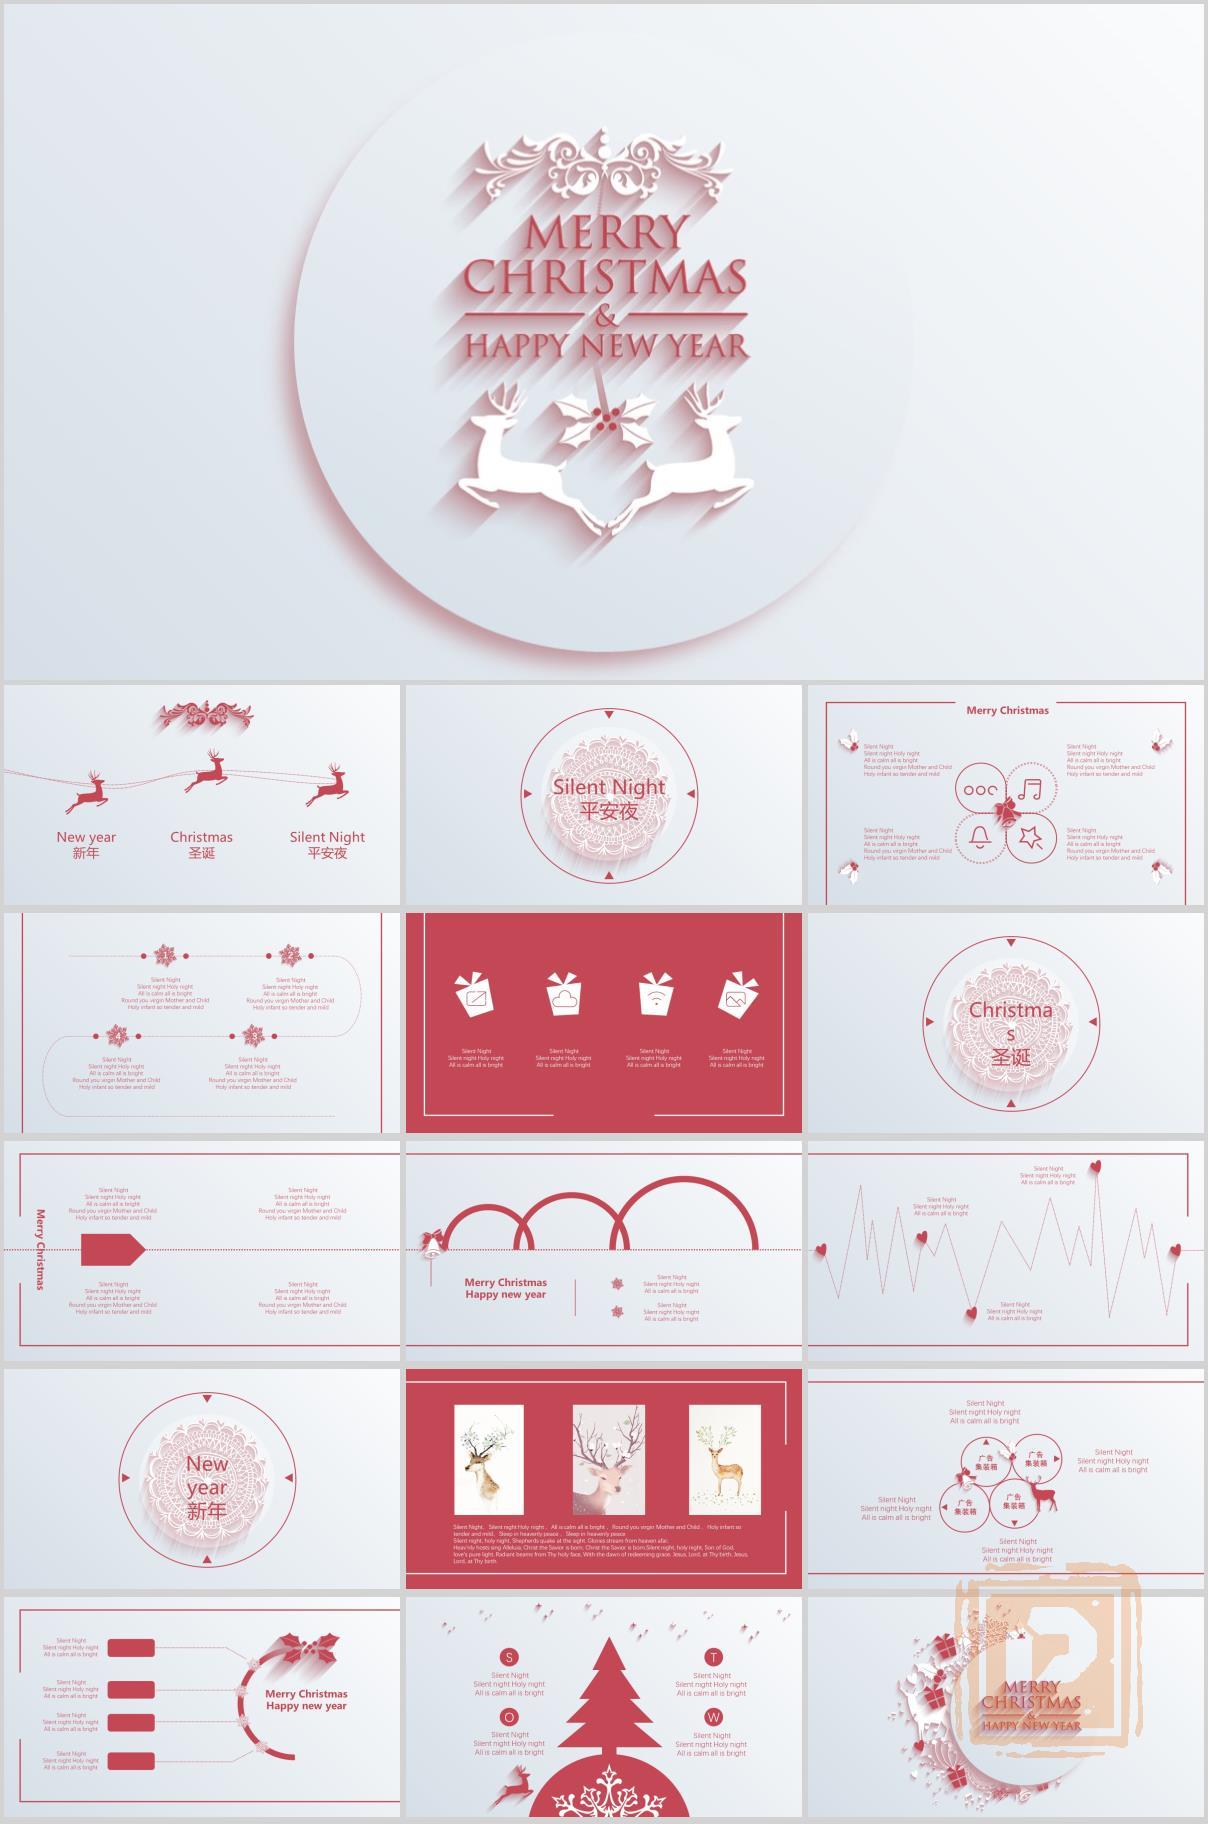 MERRY
CHRISTMAS
&
HAPPY NEW YEAR
New year
新年
Christmas
圣诞
Silent Night
平安夜
Silent Night
平安夜
Merry Christmas
Silent Night
Silent night Holy night
All is calm all is bright
Round you virgin Mother and Child
Holy infant so tender and mild
Silent Night
Silent night Holy night
All is calm all is bright
Round you virgin Mother and Child
Holy infant so tender and mild
Silent Night
Silent night Holy night
All is calm all is bright
Round you virgin Mother and Child
Holy infant so tender and mild
Silent Night
Silent night Holy night
All is calm all is bright
Round you virgin Mother and Child
Holy infant so tender and mild
Silent Night
Silent night Holy night
All is calm all is bright
Round you virgin Mother and Child
Holy infant so tender and mild
Silent Night
Silent night Holy night
All is calm all is bright
Round you virgin Mother and Child
Holy infant so tender and mild
Silent Night
Silent night Holy night
All is calm all is bright
Round you virgin Mother and Child
Holy infant so tender and mild
Silent Night
Silent night Holy night
All is calm all is bright
Round you virgin Mother and Child
Holy infant so tender and mild
Silent Night
Silent night Holy night
All is calm all is bright
Silent Night
Silent night Holy night
All is calm all is bright
Silent Night
Silent night Holy night
All is calm all is bright
Silent Night
Silent night Holy night
All is calm all is bright
Christma
s
圣诞
Merry Christmas
Silent Night
Silent night Holy night
All is calm all is bright
Round you virgin Mother and Child
Holy infant so tender and mild
Silent Night
Silent night Holy night
All is calm all is bright
Round you virgin Mother and Child
Holy infant so tender and mild
Silent Night
Silent night Holy night
All is calm all is bright
Round you virgin Mother and Child
Holy infant so tender and mild
Silent Night
Silent night Holy night
All is calm all is bright
Round you virgin Mother and Child
Holy infant so tender and mild
Merry Christmas
Happy new year
Silent Night
Silent night Holy night
All is calm all is bright
Silent Night
Silent night Holy night
All is calm all is bright
Silent Night
Silent night Holy night
All is calm all is bright
Silent Night
Silent night Holy night
All is calm all is bright
Silent Night
Silent night Holy night
All is calm all is bright
New
year
新年
Silent Night， Silent night Holy night， All is calm all is bright， Round you virgin Mother and Child， Holy infant so
tender and mild， Sleep in heavenly peace， Sleep in heavenly peace
Silent night, holy night, Shepherds quake at the sight. Glories stream from heaven afar,
Heav'nly hosts sing Alleluia, Christ the Savior is born, Christ the Savior is born.Silent night, holy night, Son of God,
love's pure light. Radiant beams from Thy holy face, With the dawn of redeeming grace. Jesus, Lord, at Thy birth, Jesus,
Lord, at Thy birth.
Silent Night
Silent night Holy night
All is calm all is bright
广告
集装箱
广告
集装箱
Silent Night
Silent night Holy night
All is calm all is bright
Silent Night
Silent night Holy night
All is calm all is bright
广告
集装箱
广告
集装箱
Silent Night
Silent night Holy night
All is calm all is bright
Silent Night
Silent night Holy night
All is calm all is bright
Silent Night
Silent night Holy night
All is calm all is bright
Silent Night
Silent night Holy night
All is calm all is bright
Silent Night
Silent night Holy night
All is calm all is bright
Merry Christmas
Happy new year
S
Silent Night
Silent night Holy night
All is calm all is bright
T
Silent Night
Silent night Holy night
All is calm all is bright
O
Silent Night
Silent night Holy night
All is calm all is bright
W
Silent Night
Silent night Holy night
All is calm all is bright
MERRY
CHRISTMAS
&
HAPPY NEW YEAR